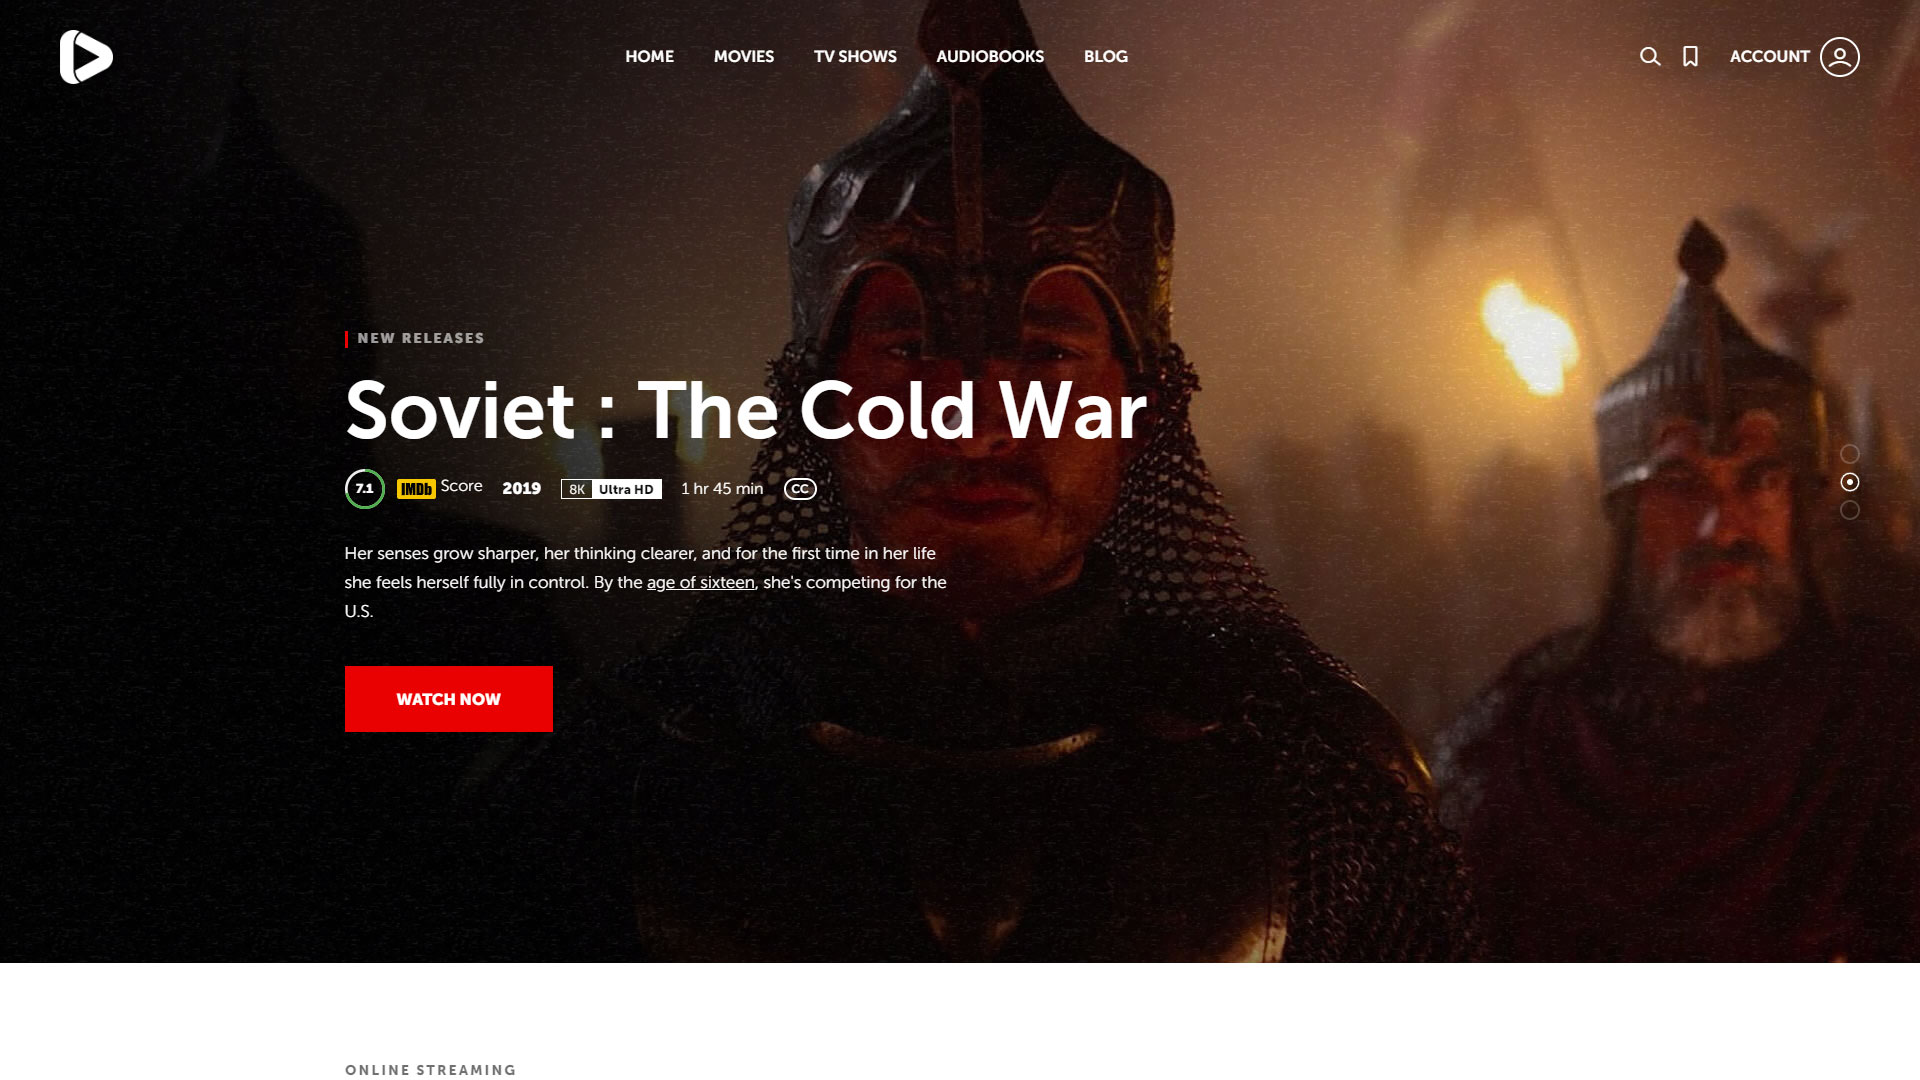 HOME MOVIES TV SHOWS AUDIOBOOKS BLOG ACCOUNT
NEW RELEASES
Soviet : The Cold War
7.1 IMDb Score 2019 8K Ultra HD 1 hr 45 min CC
Her senses grow sharper, her thinking clearer, and for the first time in her life
she feels herself fully in control. By the age of sixteen, she's competing for the
U.S.
WATCH NOW
ONLINE STREAMING